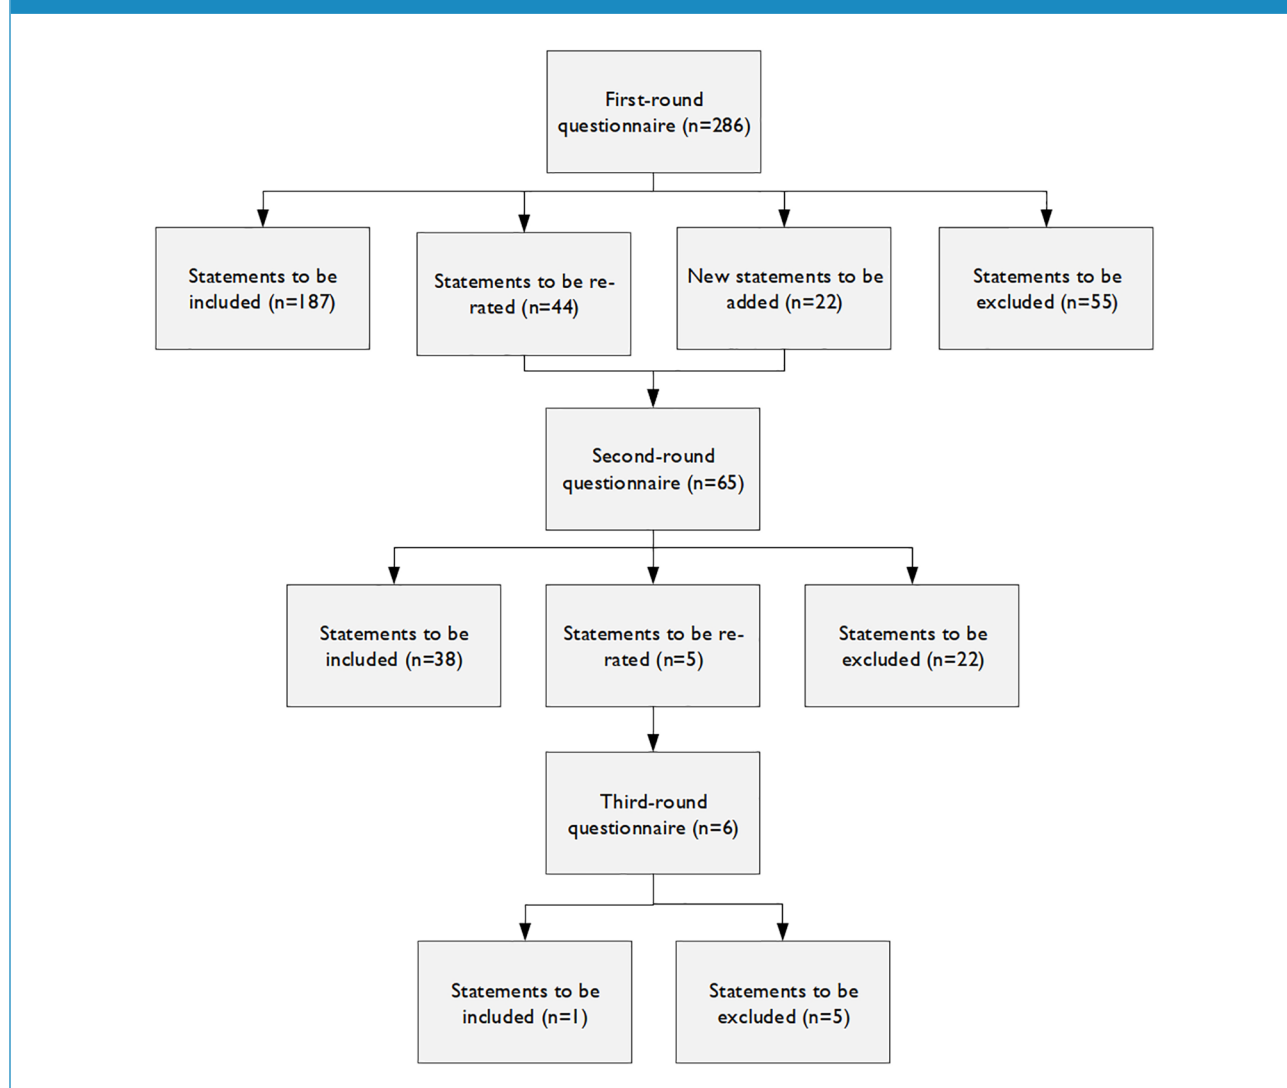 First-round
questionnaire (n=286)
Statements to be
included (n=187)
Statements to be re-
rated (n=44)
New statements to be
added (n=22)
Statements to be
excluded (n=55)
Second-round
questionnaire (n=65)
Statements to be
included (n=38)
Statements to be re-
rated (n=5)
Statements to be
excluded (n=22)
Third-round
questionnaire (n=6)
Statements to be
included (n=1)
Statements to be
excluded (n=5)